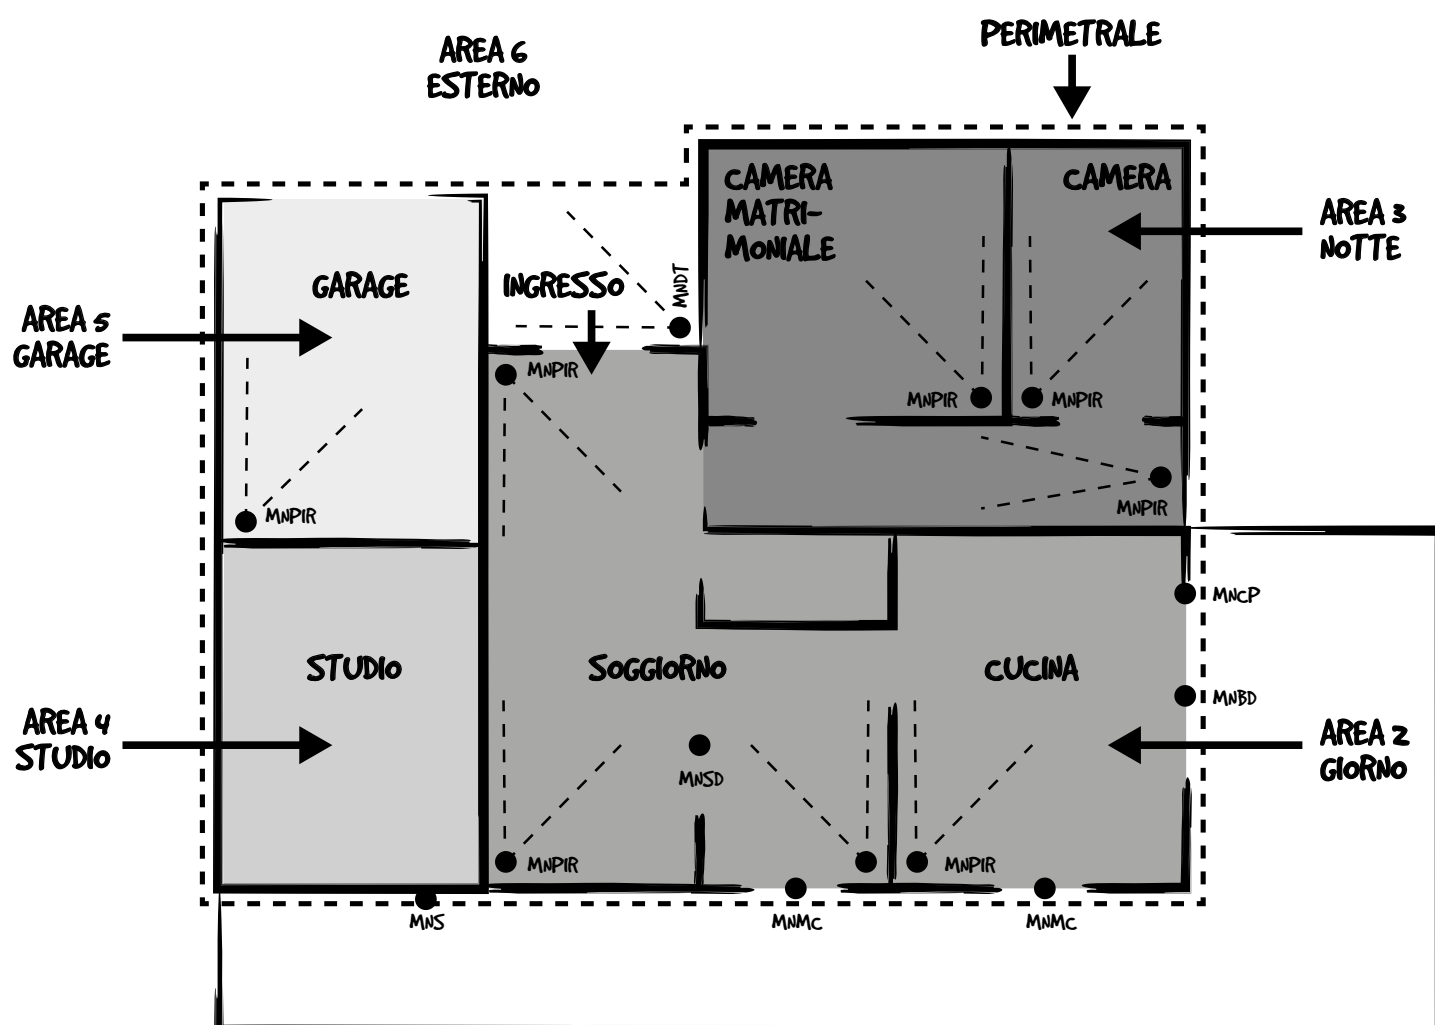 PERIMETRALE
AREA 6
ESTERNO
CAMERA
MATRI-
MONIALE
CAMERA
AREA 3
NOTTE
GARAGE
INGRESSO
MNDT
AREA 5
GARAGE
MNPIR
MNPIR
MNPIR
MNPIR
MNPIR
MNCP
STUDIO
SOGGIORNO
CUCINA
MNBD
AREA 4
STUDIO
AREA 2
GIORNO
MNSD
MNPIR
MNPIR
MNS
MNMC
MNMC